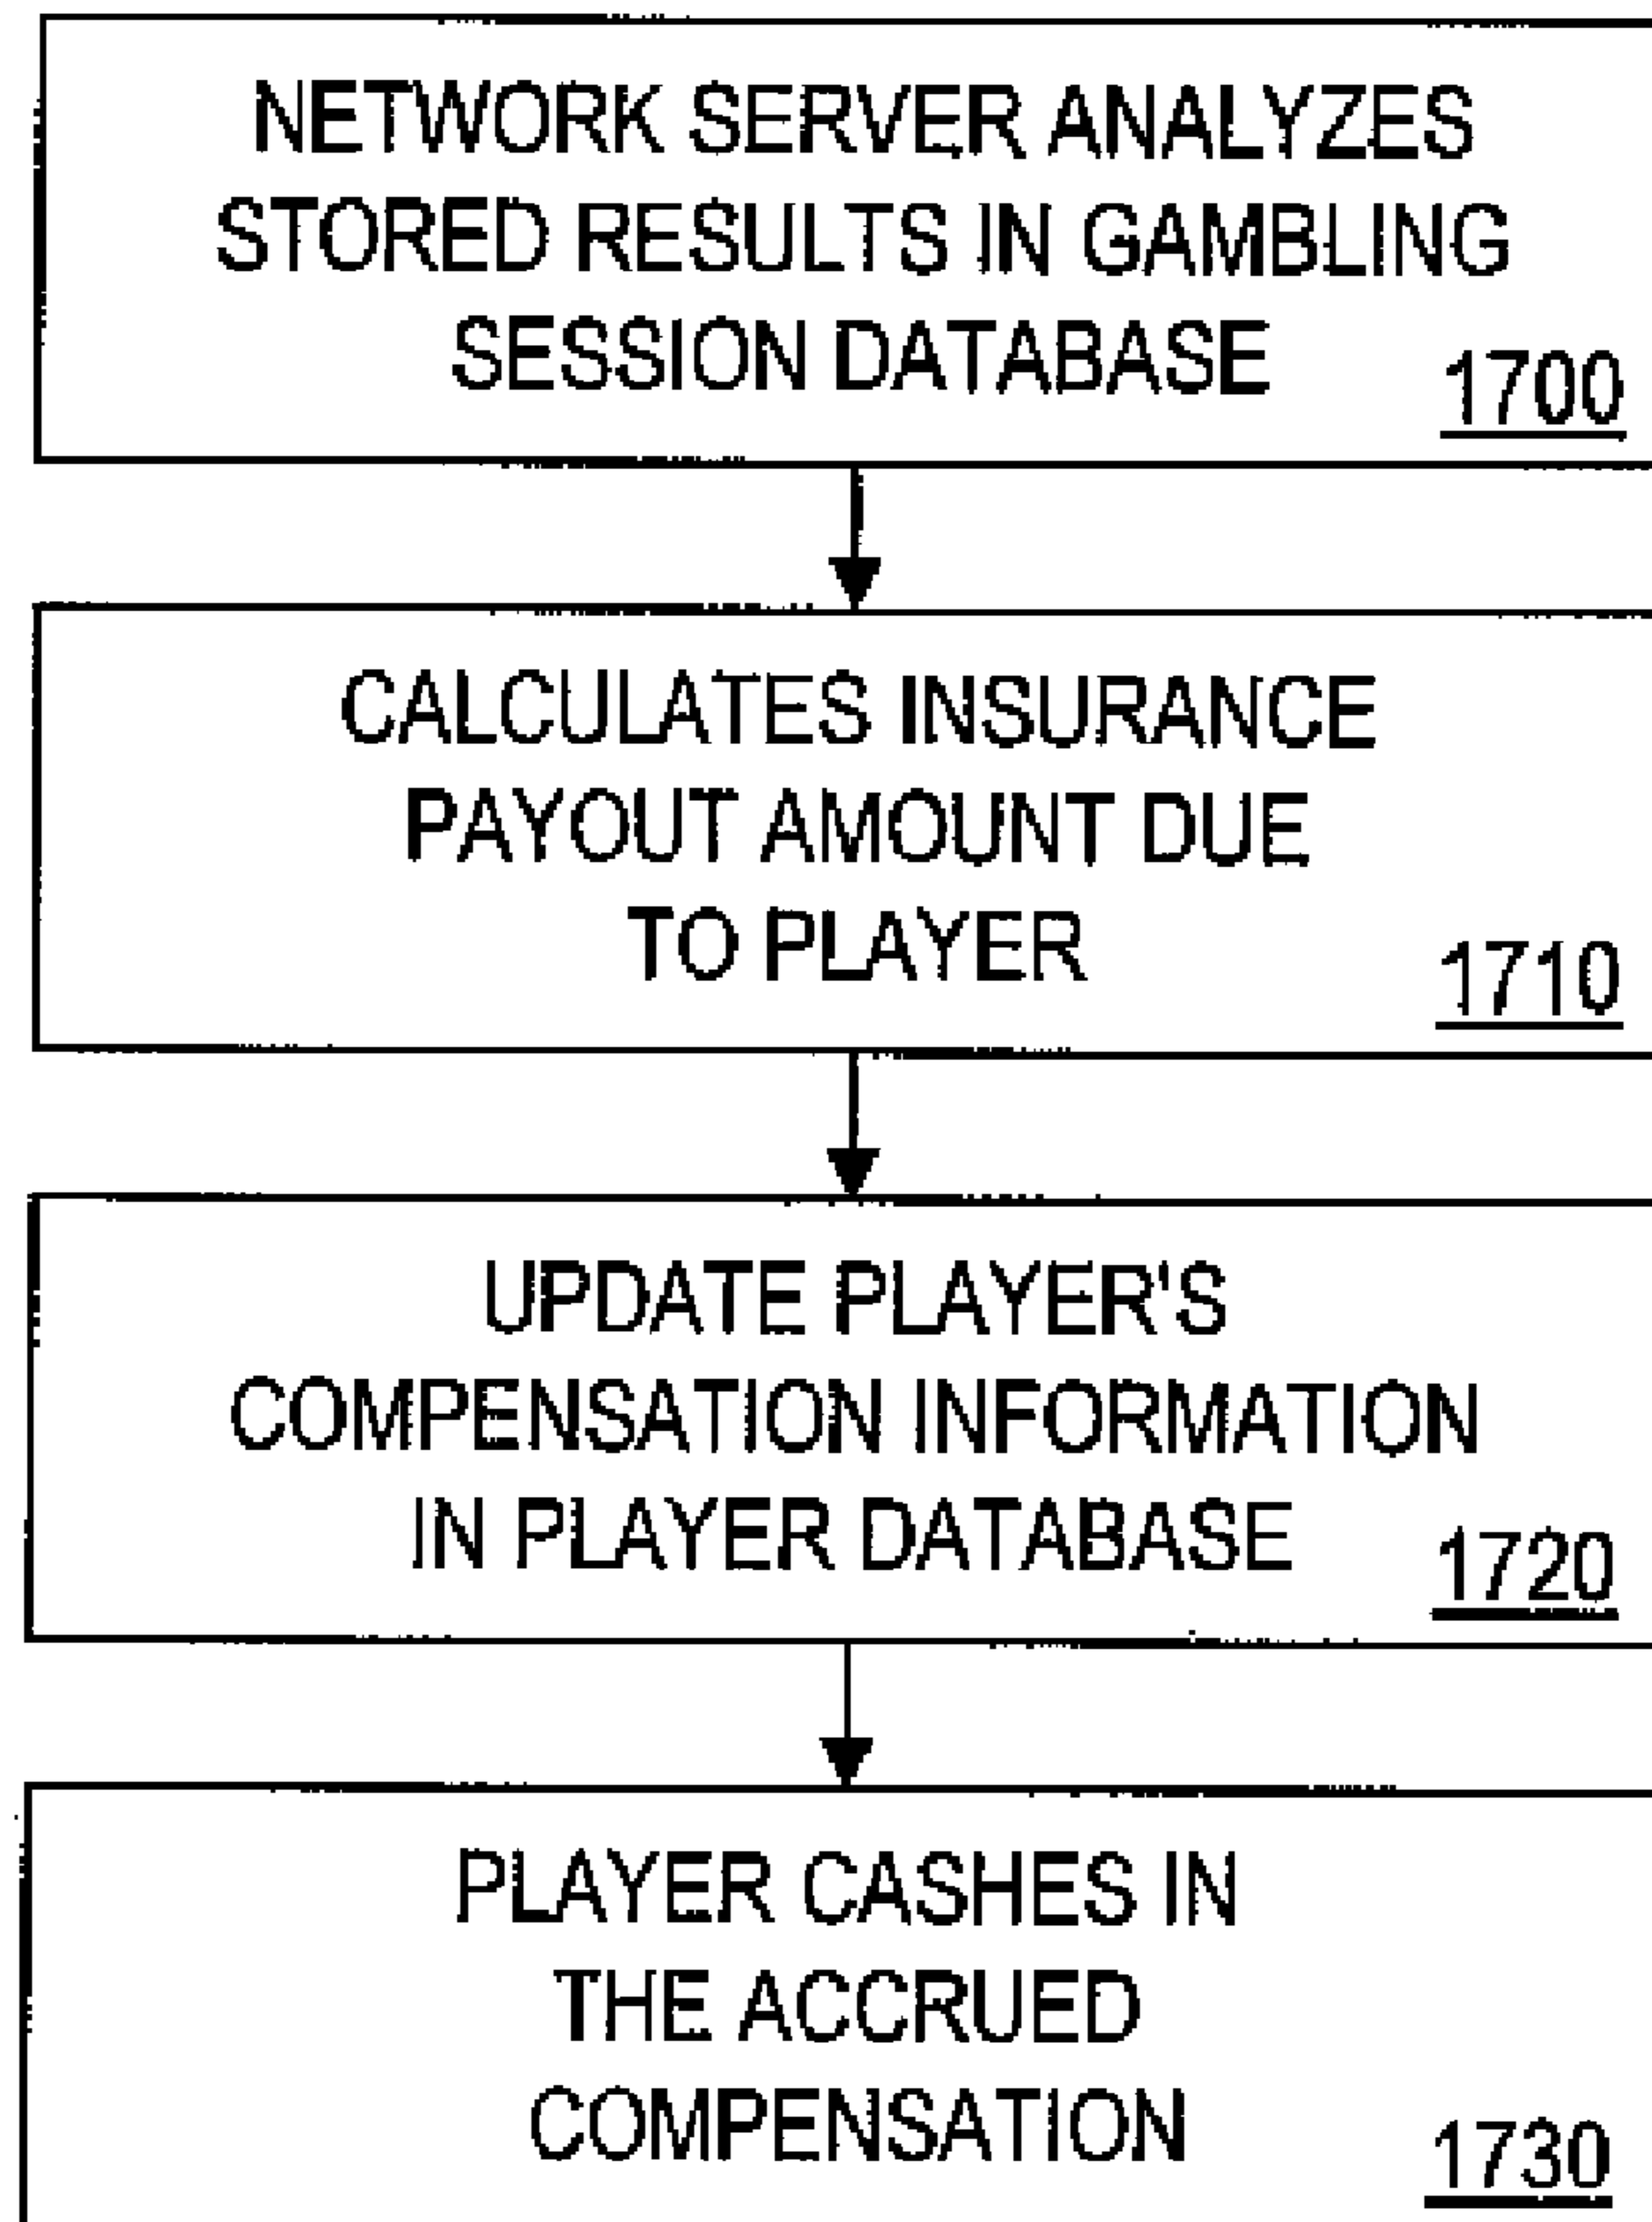 NETWORK SERVER ANALYZES
STORED RESULTS IN GAMBLING
SESSION DATABASE
1700
CALCULATES INSURANCE
PAYOUT AMOUNT DUE
TO PLAYER
1710
UPDATE PLAYER'S
COMPENSATION INFORMATION
IN PLAYER DATABASE
1720
PLAYER CASHES IN
THE ACCRUED
COMPENSATION
1730